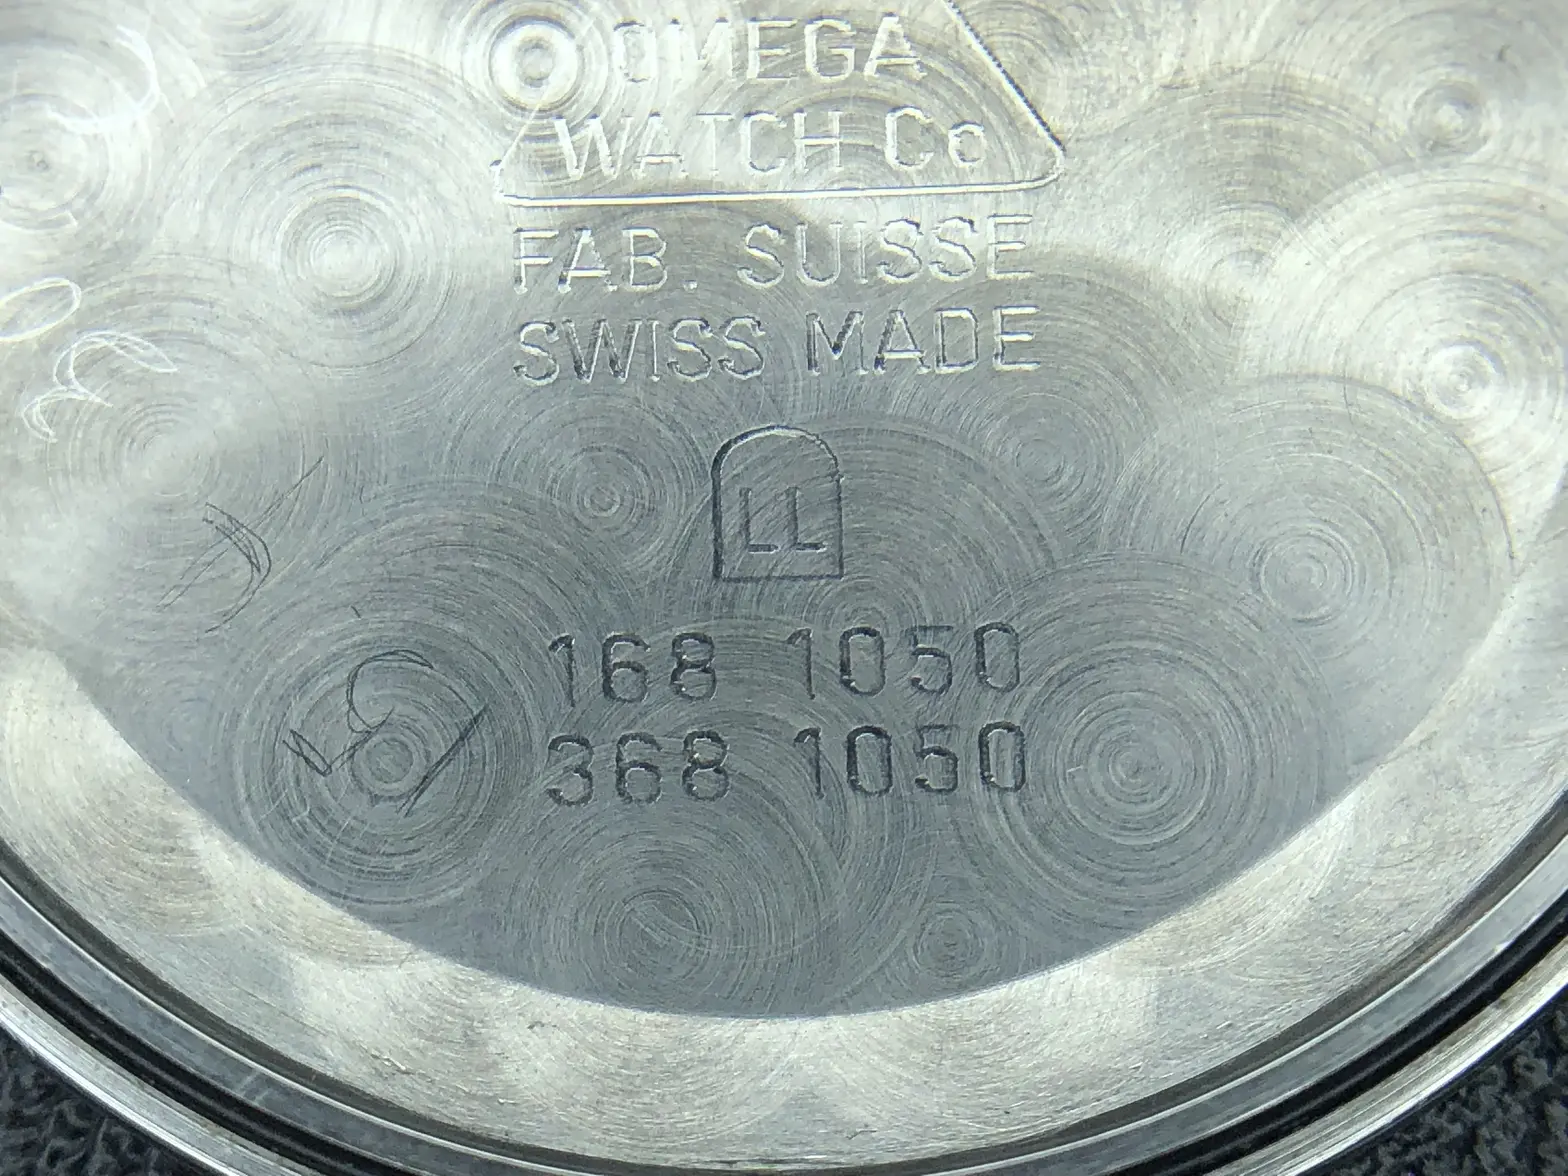 OMEGA
WATCH Co
FAB. SUISSE
SWISS MADE
LL
168 1050
368 1050